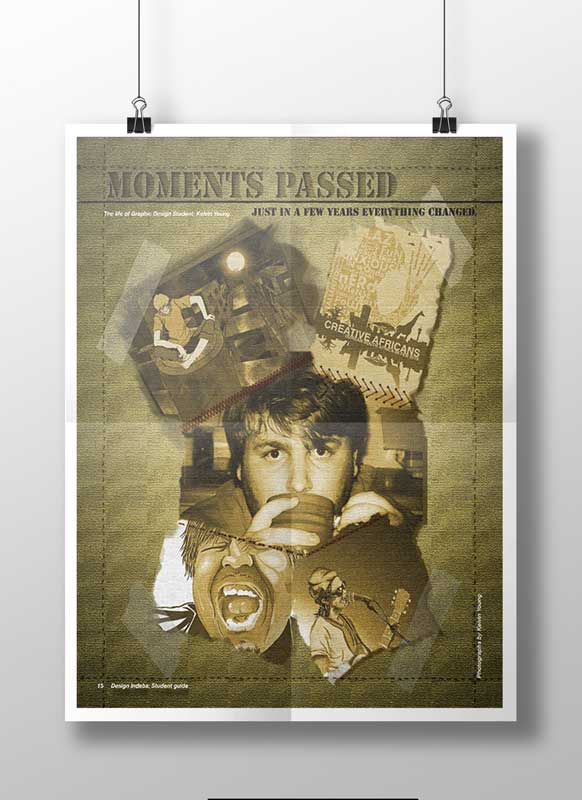 MOMENTS PASSED
The life of Graphic Design Student; Kelvin Young.
JUST IN A FEW YEARS EVERYTHING CHANGED.
CREATIVE AFRICANS
Photographs by Kelvin Young
15 Design Indaba; Student guide